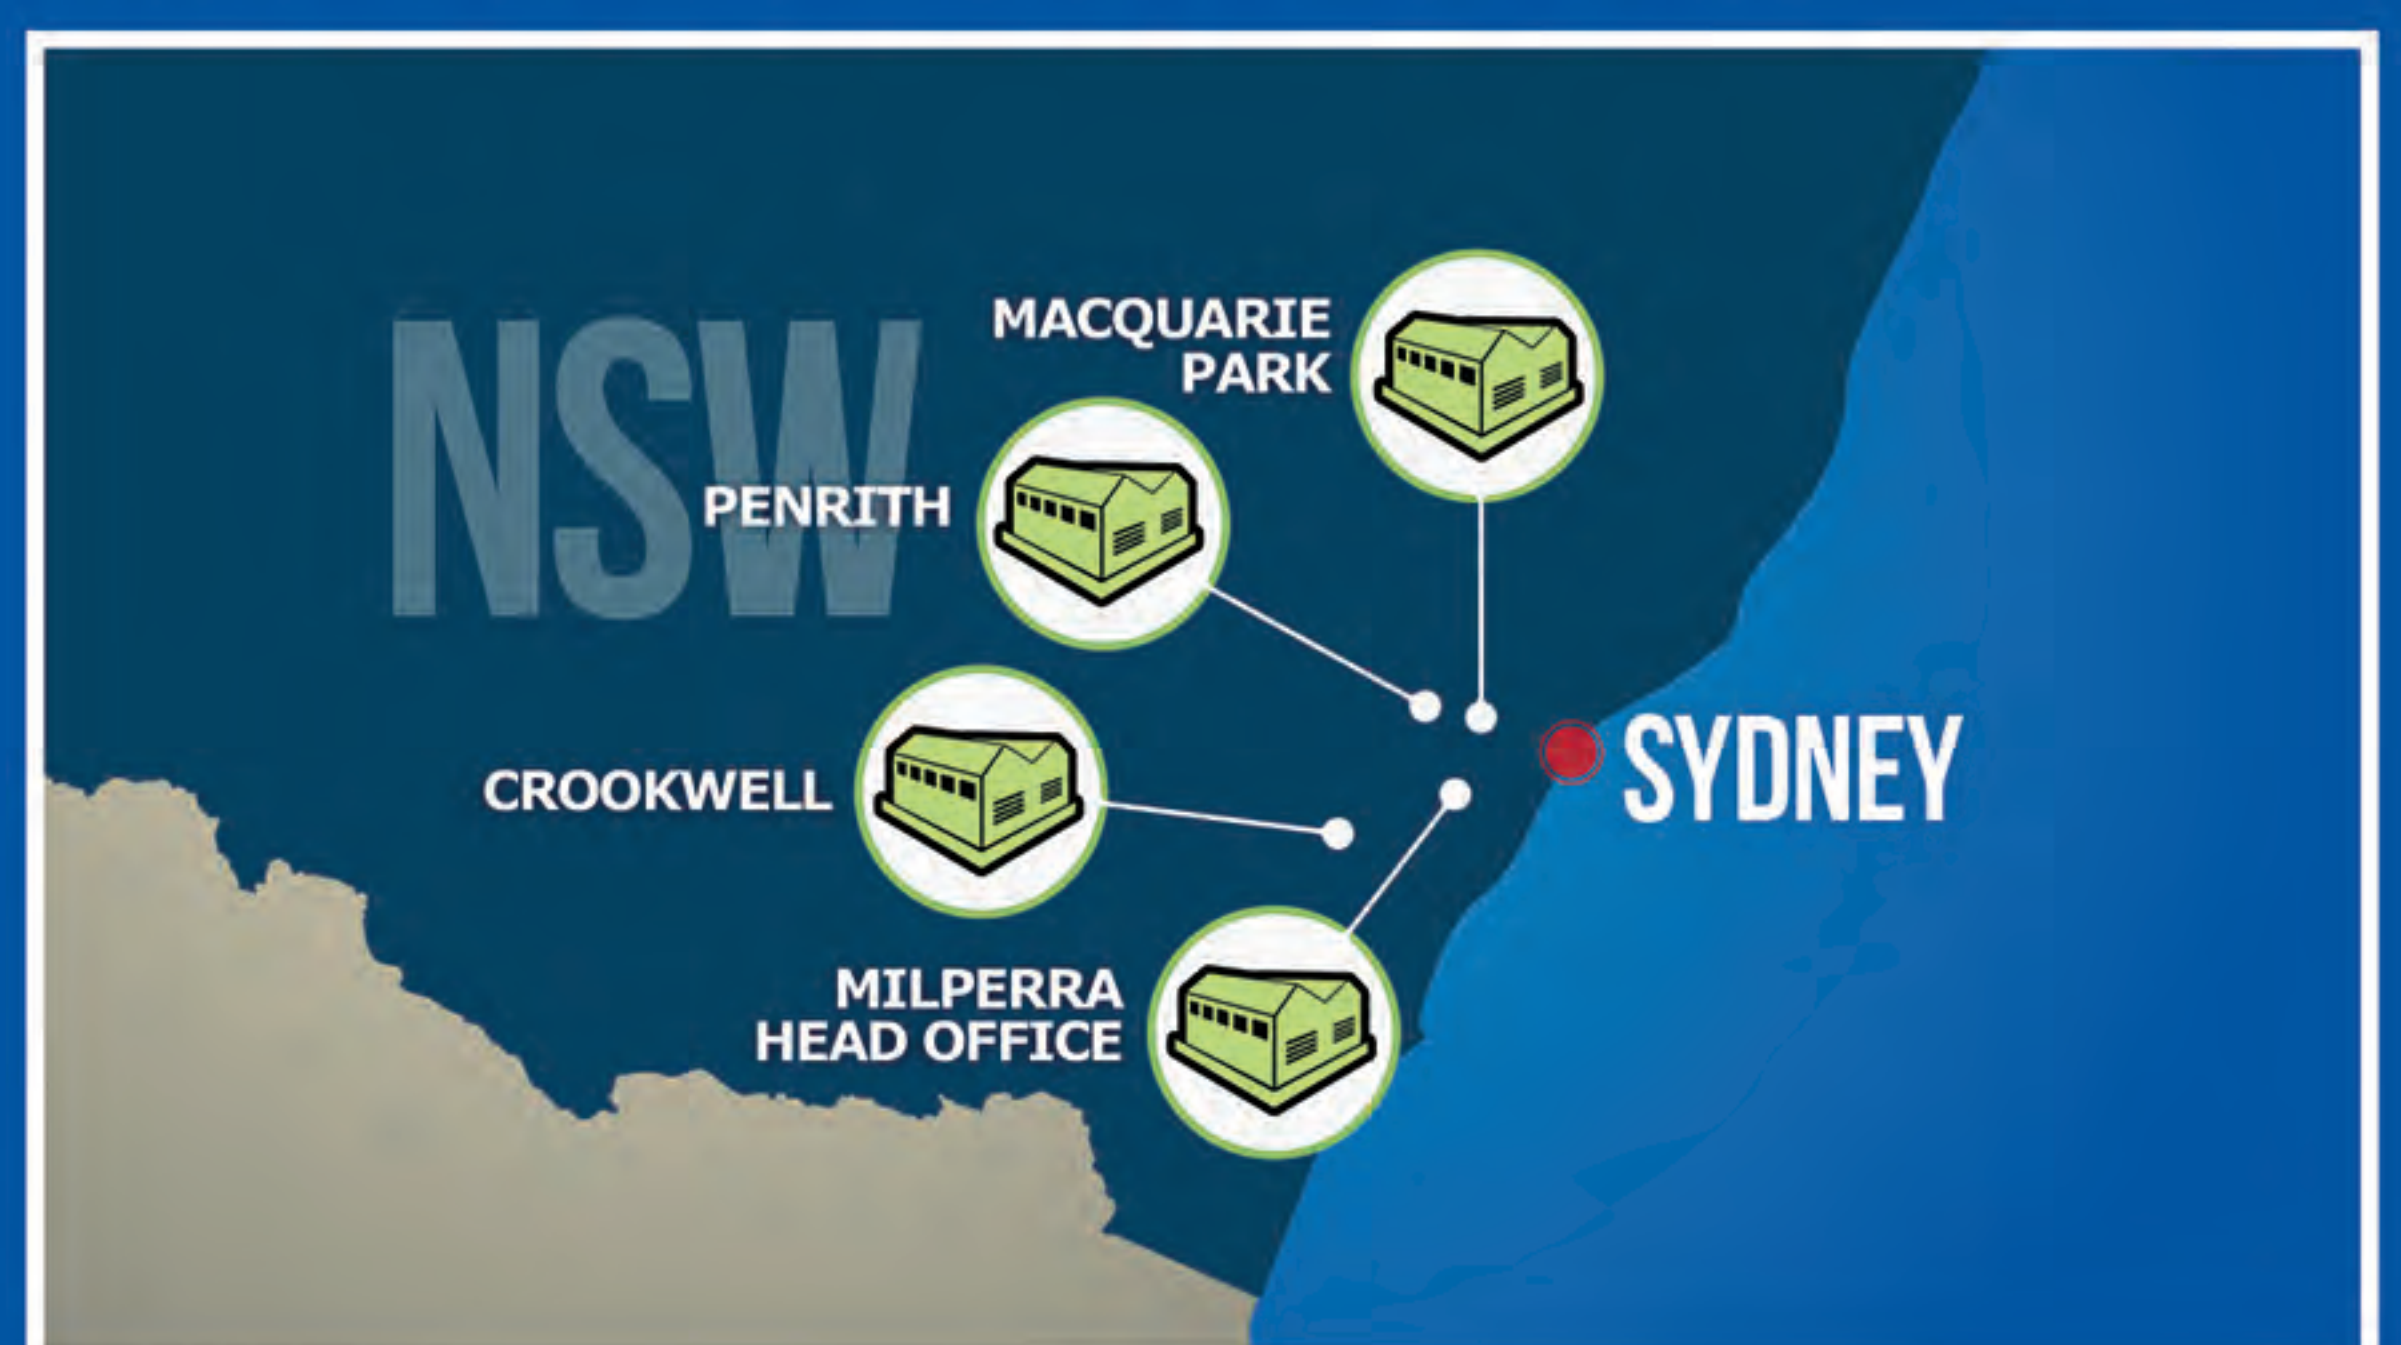 NSW
MACQUARIE
PARK
PENRITH
SYDNEY
CROOKWELL
MILPERRA
HEAD OFFICE